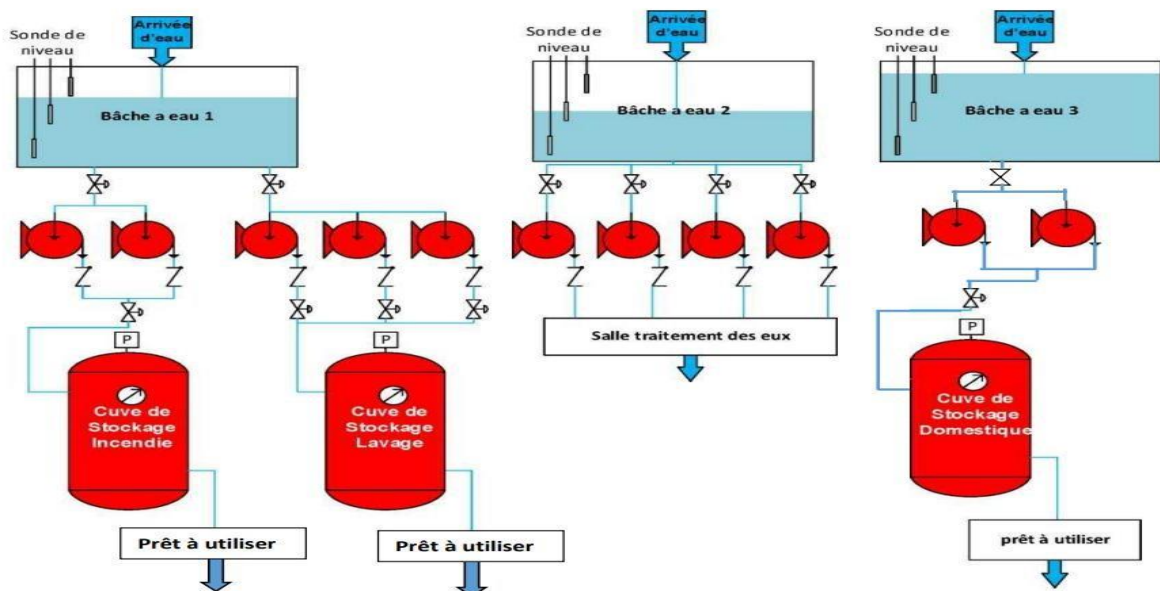 Arrivée
d'eau
Sonde de
niveau
Bâche a eau 1
P
Cuve de
Stockage
Incendie
Prêt à utiliser
P
Cuve de
Stockage
Lavage
Prêt à utiliser
Arrivée
d'eau
Sonde de
niveau
Bâche a eau 2
Salle traitement des eux
Arrivée
d'eau
Sonde de
niveau
Bâche a eau 3
P
Cuve de
Stockage
Domestique
prêt à utiliser